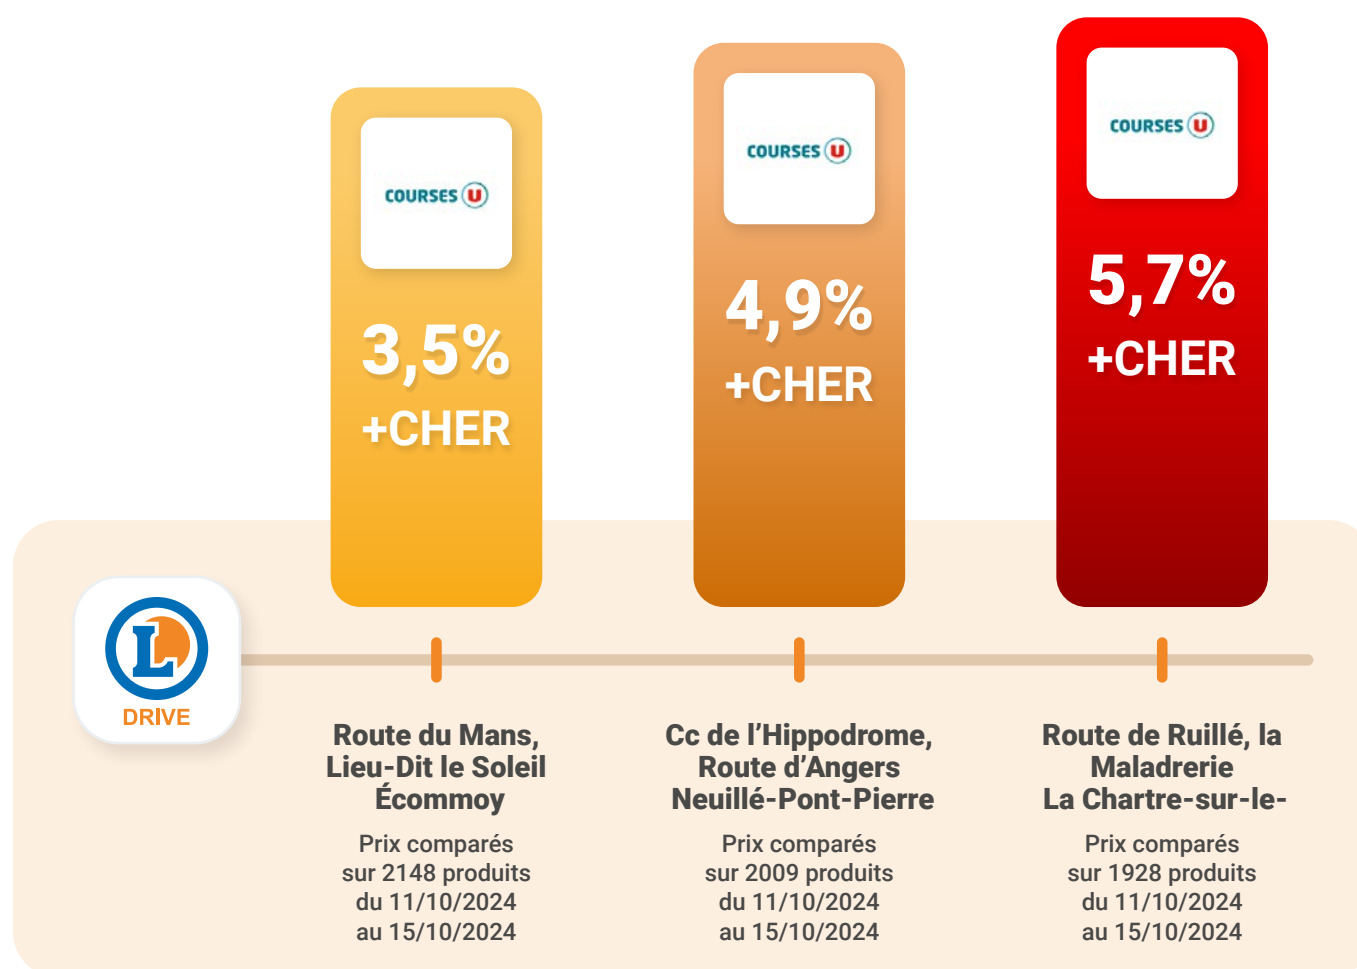 COURSES U
3,5%
+CHER
COURSES U
4,9%
+CHER
COURSES U
5,7%
+CHER
L
DRIVE
Route du Mans,
Lieu-Dit le Soleil
Écommoy
Prix comparés
sur 2148 produits
du 11/10/2024
au 15/10/2024
Cc de l’Hippodrome,
Route d’Angers
Neuillé-Pont-Pierre
Prix comparés
sur 2009 produits
du 11/10/2024
au 15/10/2024
Route de Ruillé, la
Maladrerie
La Chartre-sur-le-
Prix comparés
sur 1928 produits
du 11/10/2024
au 15/10/2024